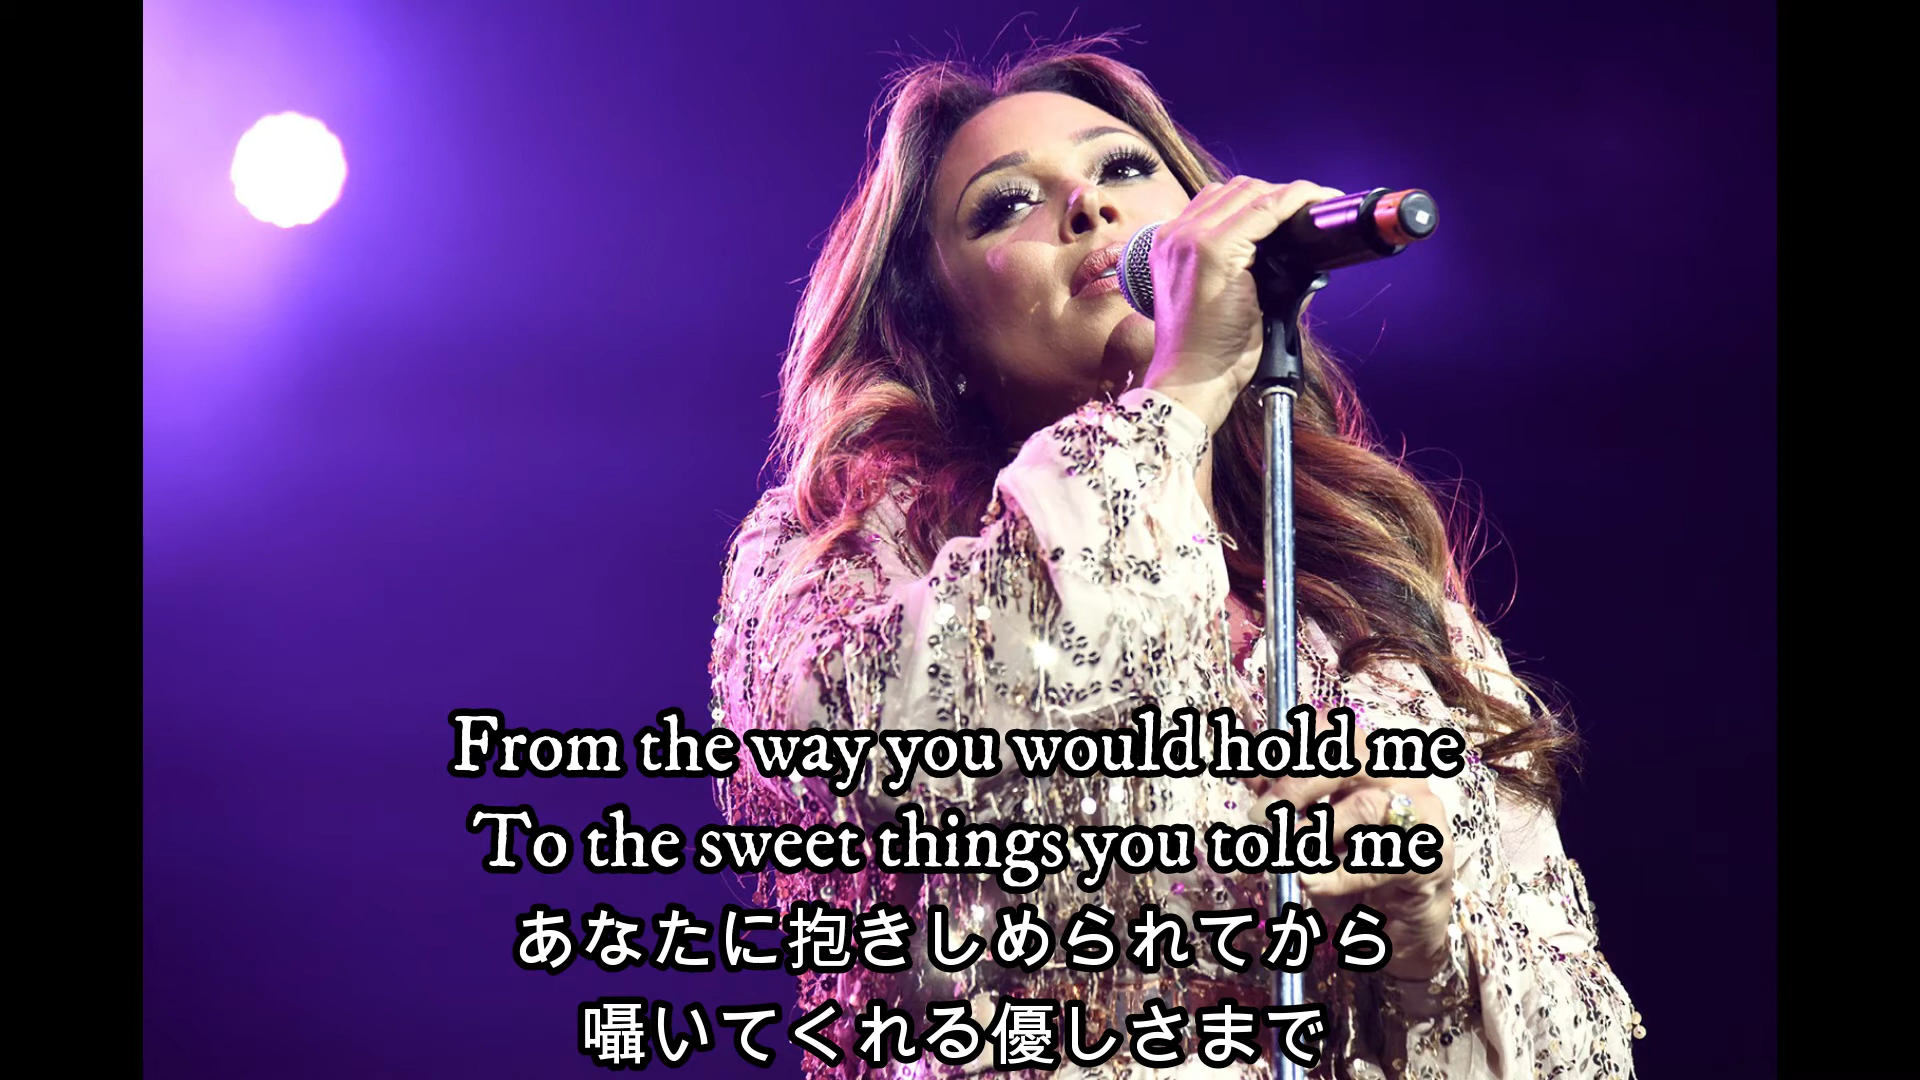 From the way you would hold me
To the sweet things you told me
あなたに抱きしめられてから
囁いてくれる優しさまで